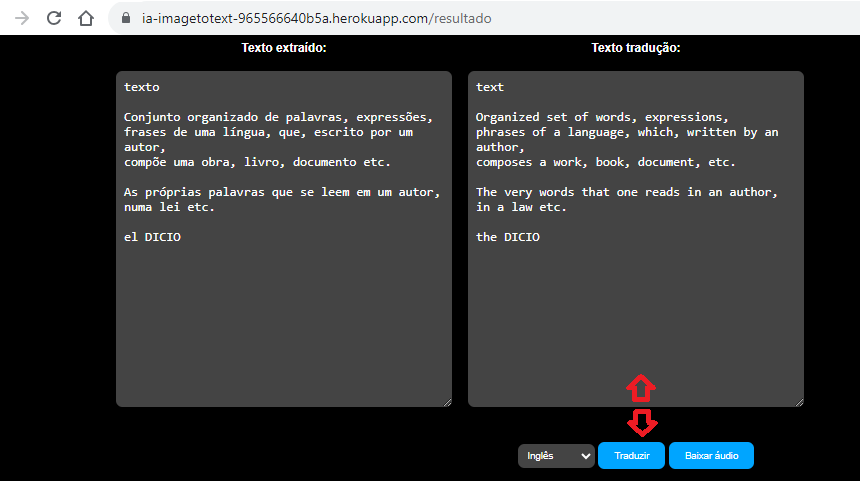 ia-imagetotext-965566640b5a.herokuapp.com/resultado
Texto extraído:
texto
Conjunto organizado de palavras, expressões,
frases de uma língua, que, escrito por um
autor,
compõe uma obra, livro, documento etc.
As próprias palavras que se leem em um autor,
numa lei etc.
el DICIO
Texto tradução:
text
Organized set of words, expressions,
phrases of a language, which, written by an
author,
composes a work, book, document, etc.
The very words that one reads in an author,
in a law etc.
the DICIO
Inglês
Traduzir
Baixar áudio